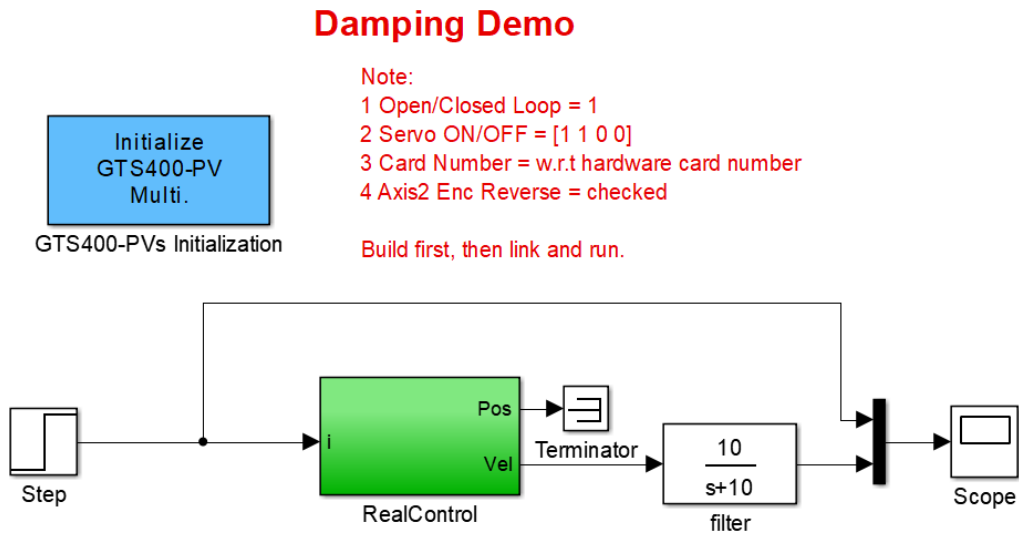 Damping Demo
Note:
1 Open/Closed Loop = 1
2 Servo ON/OFF = [1 1 0 0]
3 Card Number = w.r.t hardware card number
4 Axis2 Enc Reverse = checked
Build first, then link and run.
Initialize
GTS400-PV
Multi.
GTS400-PVs Initialization
Step
i
Pos
Vel
RealControl
Terminator
10
s+10
filter
Scope